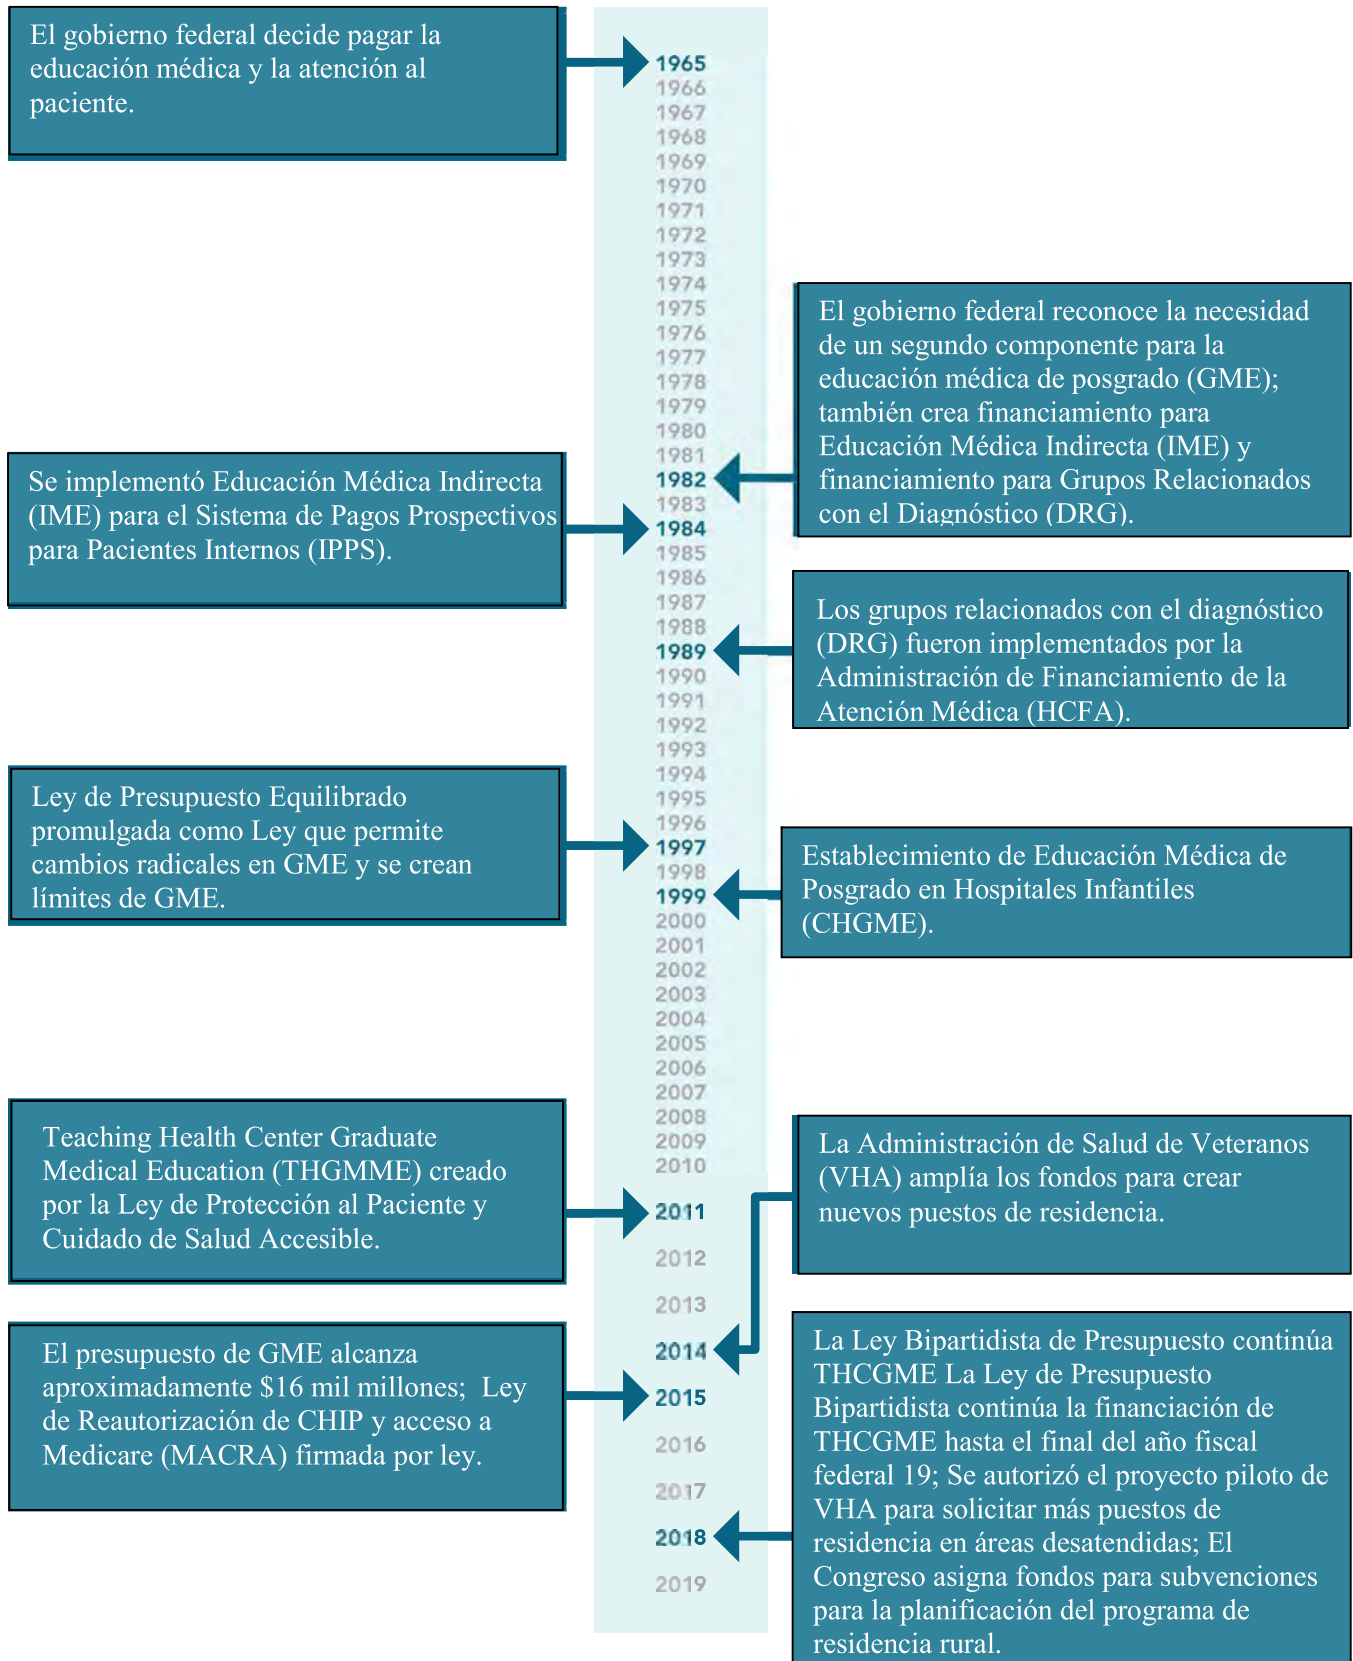 El gobierno federal decide pagar la
educación médica y la atención al
paciente.
1965
1966
1967
1968
1969
1970
1971
1972
1973
1974
1975
1976
1977
1978
1979
1980
1981
1982
1983
1984
1985
1986
1987
1988
1989
1990
1991
1992
1993
1994
1995
1996
1997
1998
1999
2000
2001
2002
2003
2004
2005
2006
2007
2008
2009
2010
2011
2012
2013
2014
2015
2016
2017
2018
2019
El gobierno federal reconoce la necesidad
de un segundo componente para la
educación médica de posgrado (GME);
también crea financiamiento para
Educación Médica Indirecta (IME) y
financiamiento para Grupos Relacionados
con el Diagnóstico (DRG).
Se implementó Educación Médica Indirecta
(IME) para el Sistema de Pagos Prospectivos
para Pacientes Internos (IPPS).
Los grupos relacionados con el diagnóstico
(DRG) fueron implementados por la
Administración de Financiamiento de la
Atención Médica (HCFA).
Ley de Presupuesto Equilibrado
promulgada como Ley que permite
cambios radicales en GME y se crean
límites de GME.
Establecimiento de Educación Médica de
Posgrado en Hospitales Infantiles
(CHGME).
Teaching Health Center Graduate
Medical Education (THGMME) creado
por la Ley de Protección al Paciente y
Cuidado de Salud Accesible.
La Administración de Salud de Veteranos
(VHA) amplía los fondos para crear
nuevos puestos de residencia.
El presupuesto de GME alcanza
aproximadamente $16 mil millones; Ley
de Reautorización de CHIP y acceso a
Medicare (MACRA) firmada por ley.
La Ley Bipartidista de Presupuesto continúa
THCGME La Ley de Presupuesto
Bipartidista continúa la financiación de
THCGME hasta el final del año fiscal
federal 19; Se autorizó el proyecto piloto de
VHA para solicitar más puestos de
residencia en áreas desatendidas; El
Congreso asigna fondos para subvenciones
para la planificación del programa de
residencia rural.